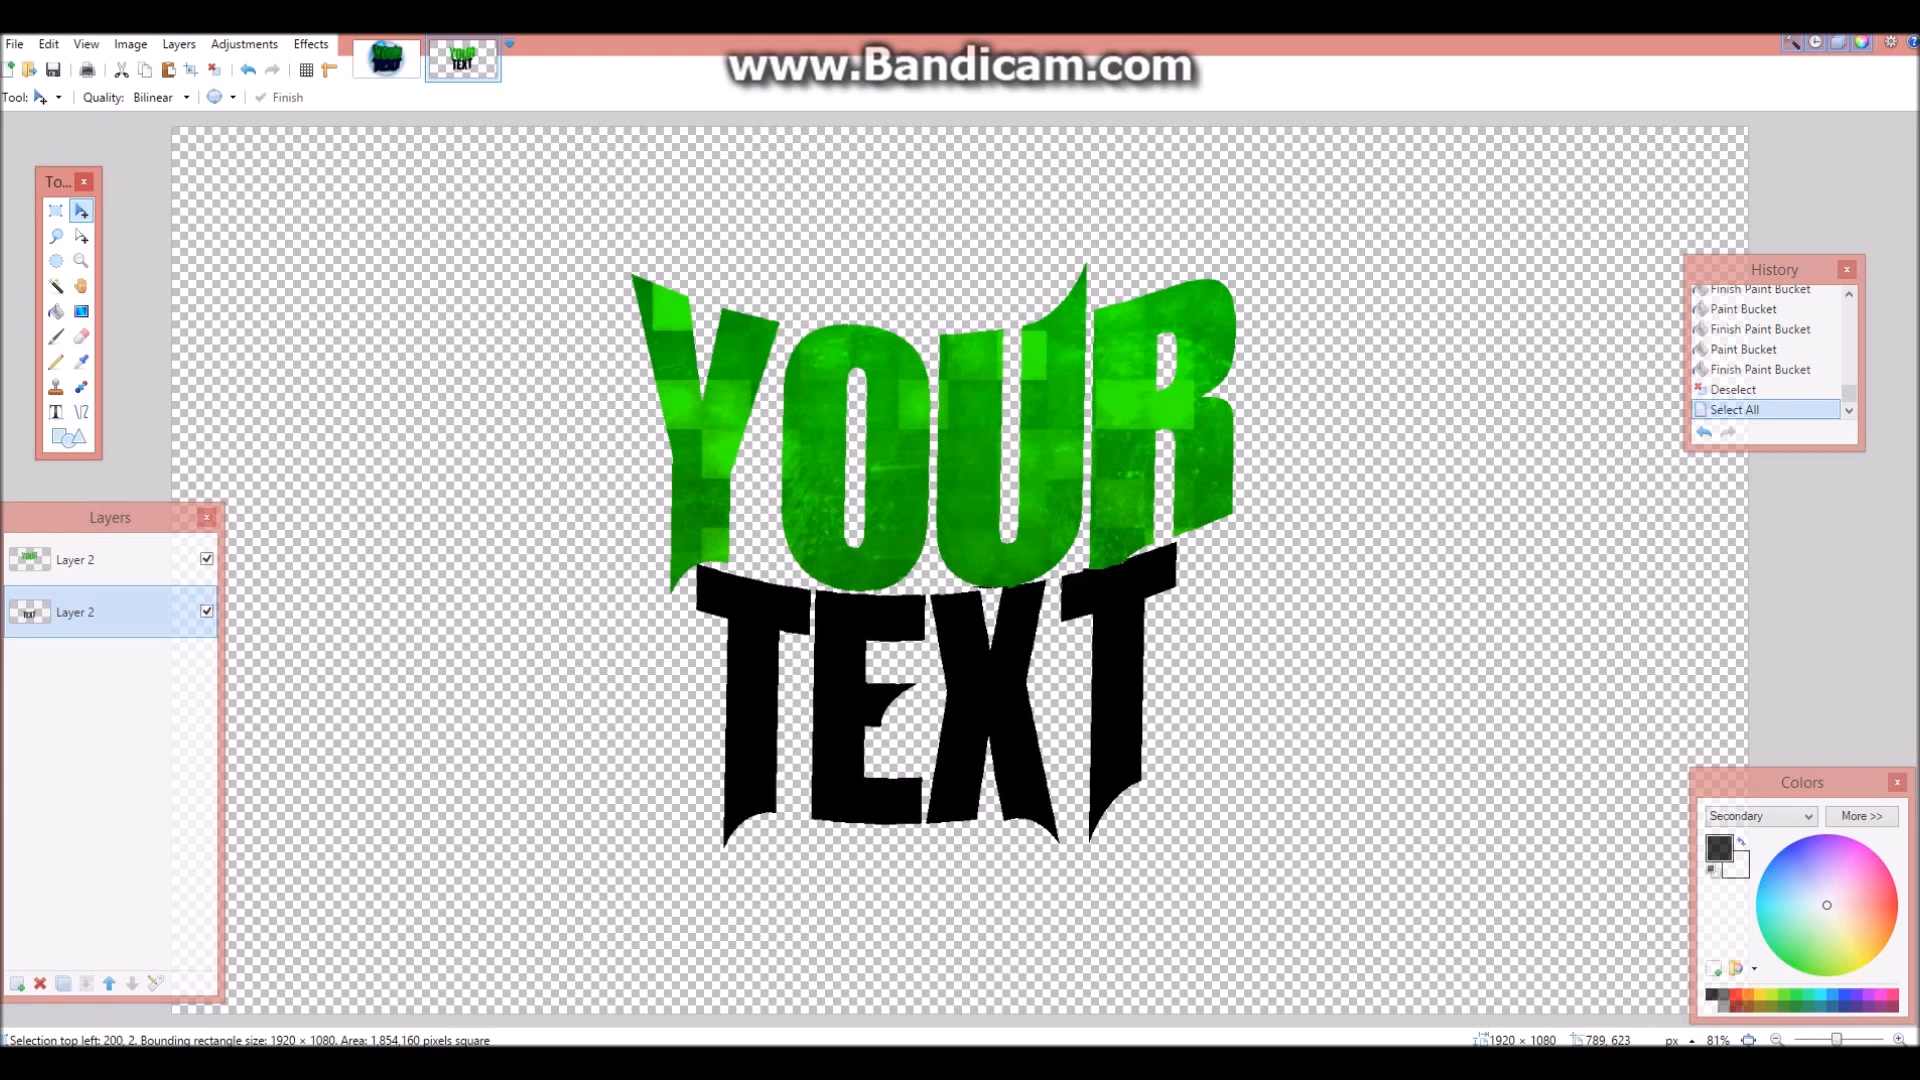 File Edit View Image Layers Adjustments Effects
www.Bandicam.com
Tool: Quality: Bilinear Finish
To...
YOUR
TEXT
History
Finish Paint Bucket
Paint Bucket
Finish Paint Bucket
Paint Bucket
Finish Paint Bucket
Deselect
Select All
Layers
Layer 2
Layer 2
Colors
Secondary More >>
Selection top left: 200, 2. Bounding rectangle size: 1920 × 1080. Area: 1,854,160 pixels square
1920 × 1080 789, 623 px 81%